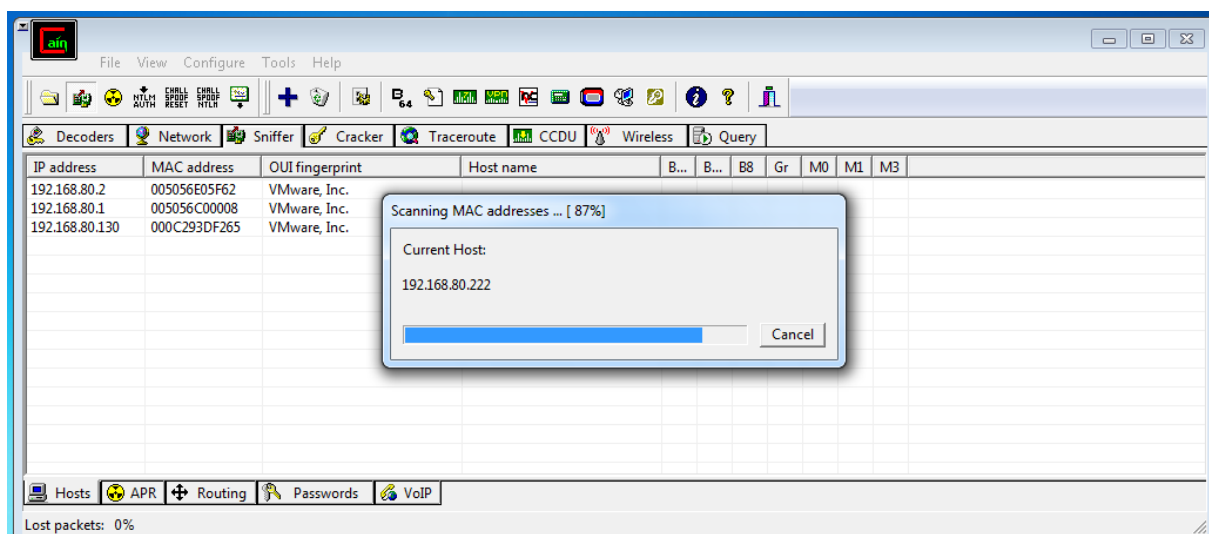 ain
File View Configure Tools Help
NTLM AUTH CHALL SPOOF RESET CHALL SPOOF NTLM
B64
Decoders Network Sniffer Cracker Traceroute CCDU Wireless Query
IP address MAC address OUI fingerprint Host name B... B... B8 Gr M0 M1 M3
192.168.80.2 005056E05F62 VMware, Inc.
192.168.80.1 005056C00008 VMware, Inc.
192.168.80.130 000C293DF265 VMware, Inc.
Scanning MAC addresses ... [ 87%]
Current Host:
192.168.80.222
Cancel
Hosts APR Routing Passwords VoIP
Lost packets: 0%